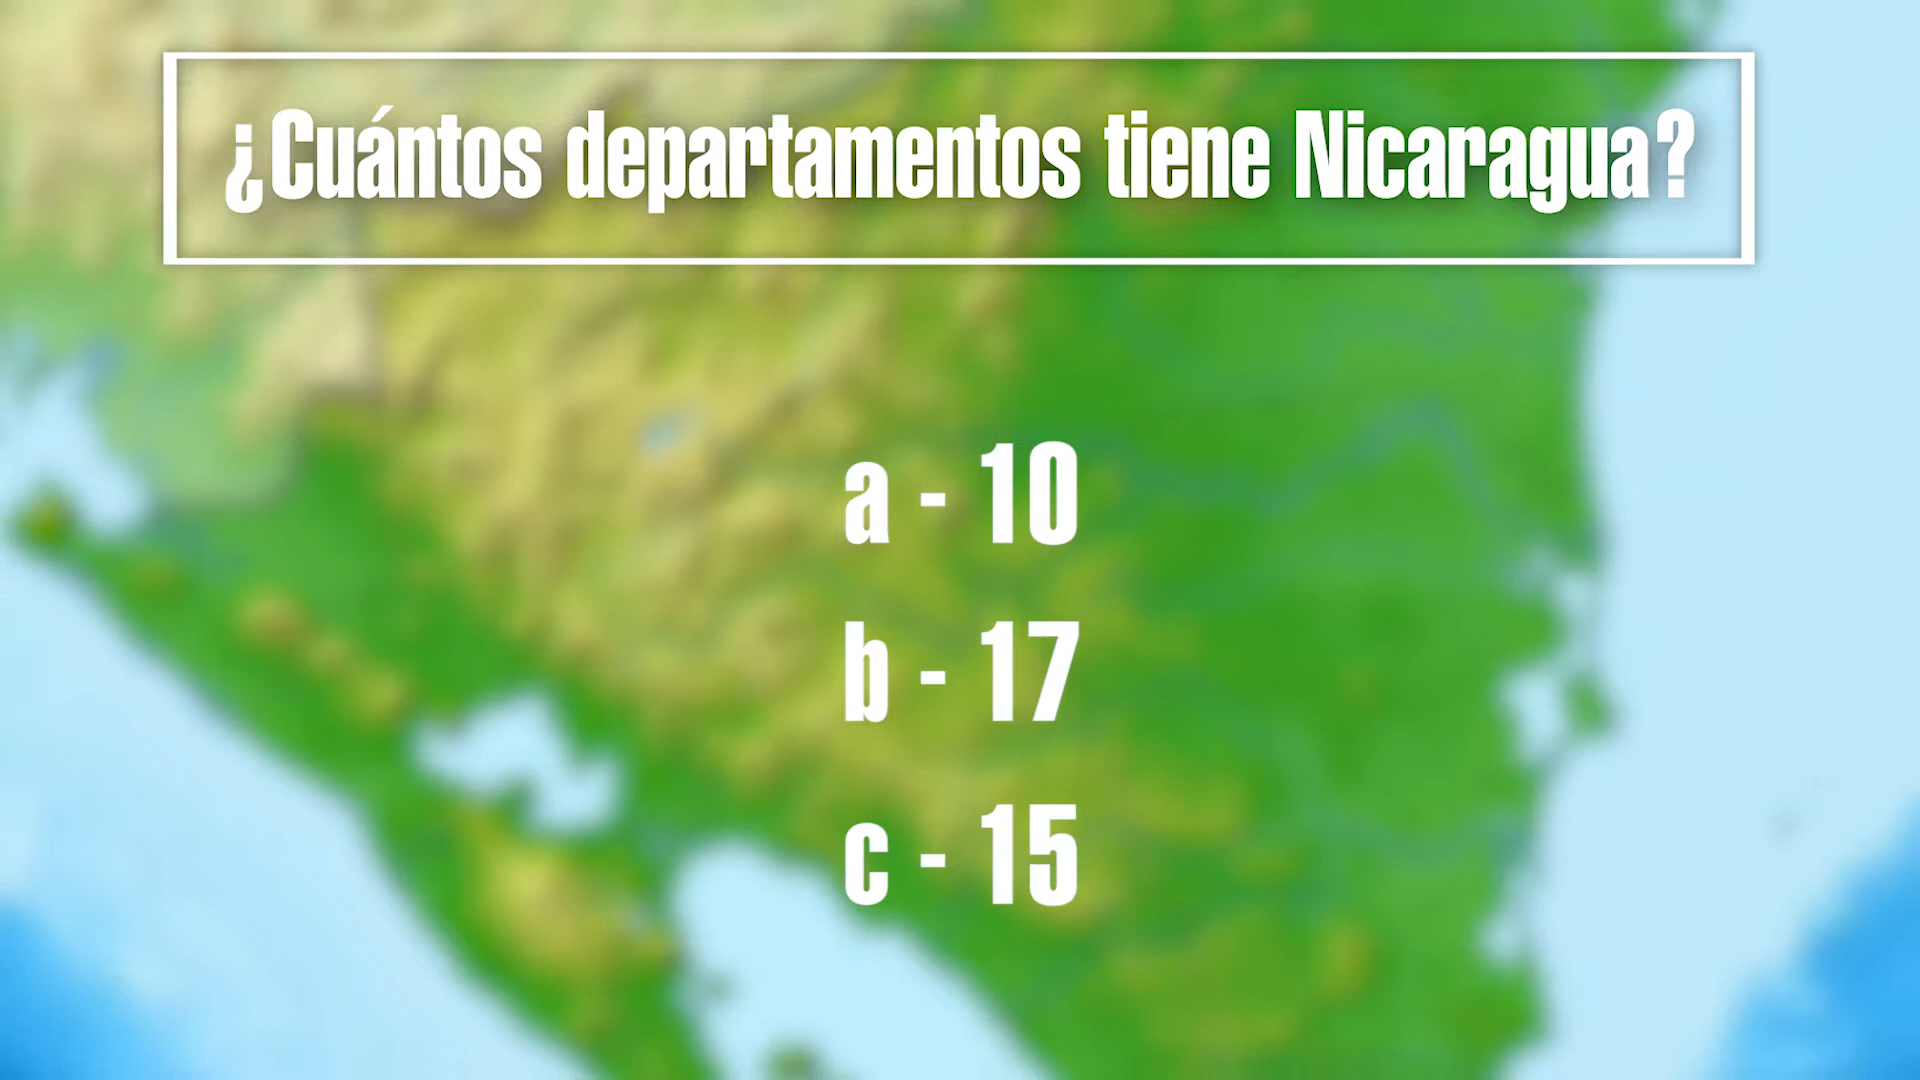 ¿Cuántos departamentos tiene Nicaragua?
a - 10
b - 17
c - 15